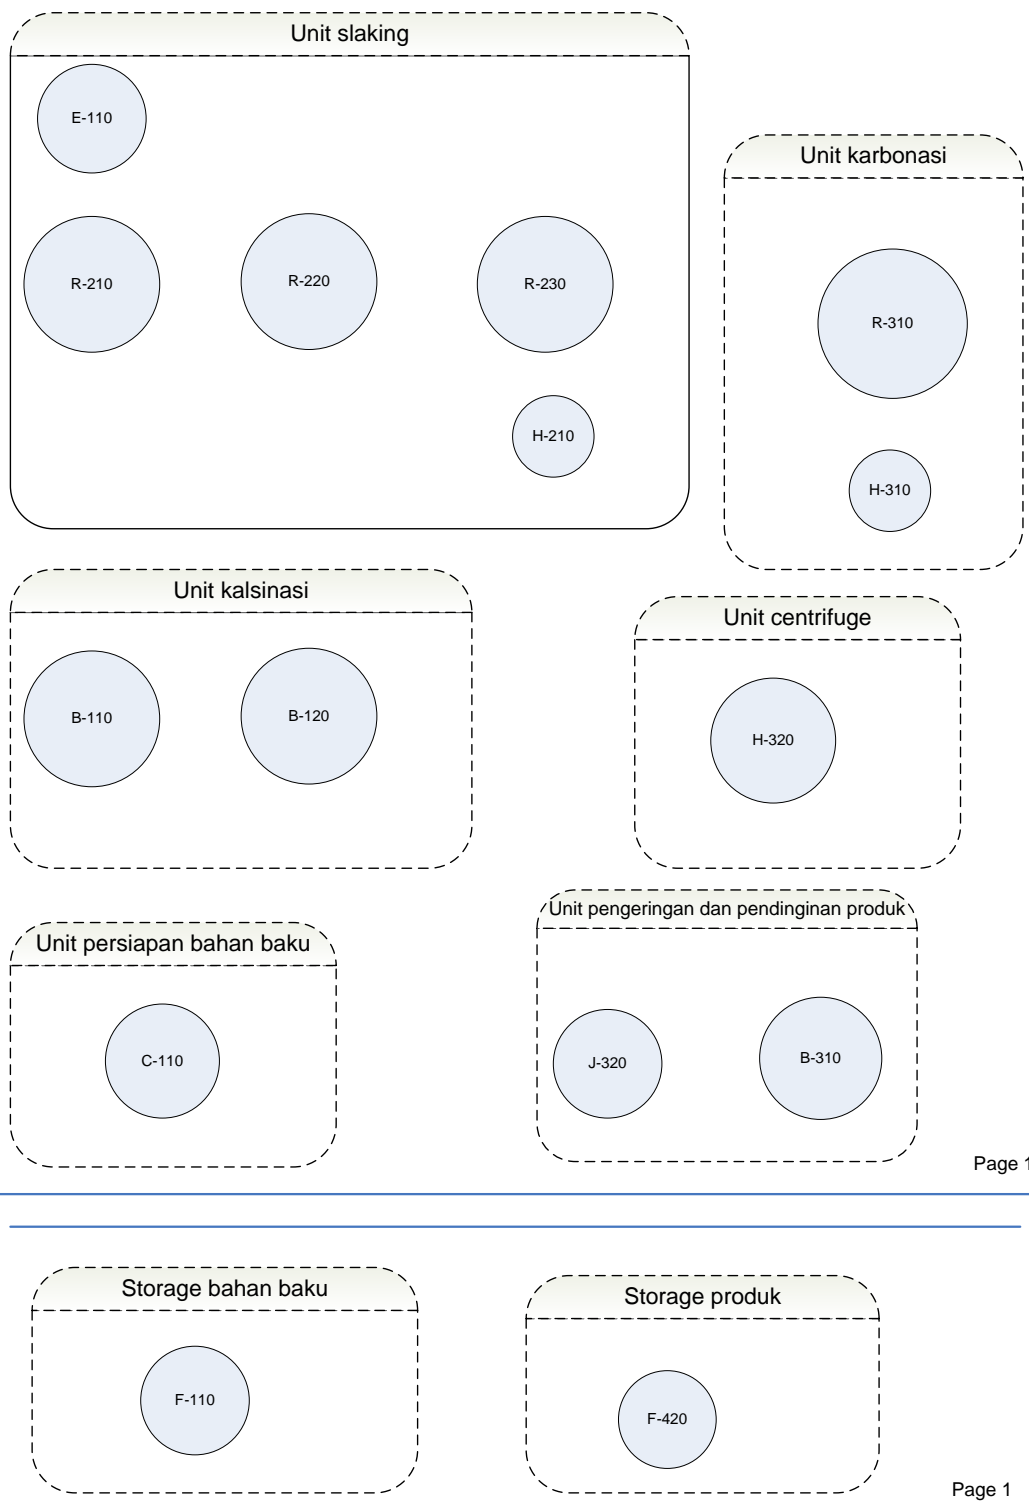 Unit slaking
E-110
R-210
R-220
R-230
H-210
Unit karbonasi
R-310
H-310
Unit kalsinasi
B-110
B-120
Unit centrifuge
H-320
Unit persiapan bahan baku
C-110
Unit pengeringan dan pendinginan produk
J-320
B-310
Page 1
Storage bahan baku
F-110
Storage produk
F-420
Page 1